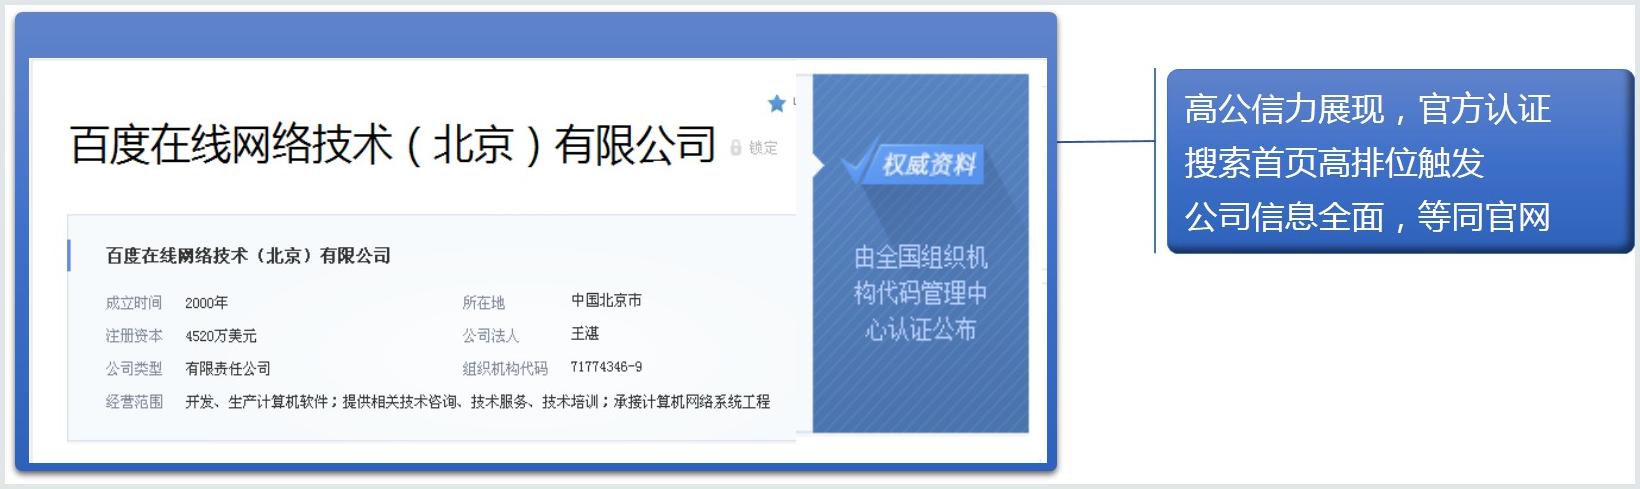 百度在线网络技术（北京）有限公司
锁定
百度在线网络技术（北京）有限公司
成立时间 2000年 所在地 中国北京市
注册资本 4520万美元 公司法人 王湛
公司类型 有限责任公司 组织机构代码 71774346-9
经营范围 开发、生产计算机软件；提供相关技术咨询、技术服务、技术培训；承接计算机网络系统工程
权威资料
由全国组织机
构代码管理中
心认证公布
高公信力展现，官方认证
搜索首页高排位触发
公司信息全面，等同官网